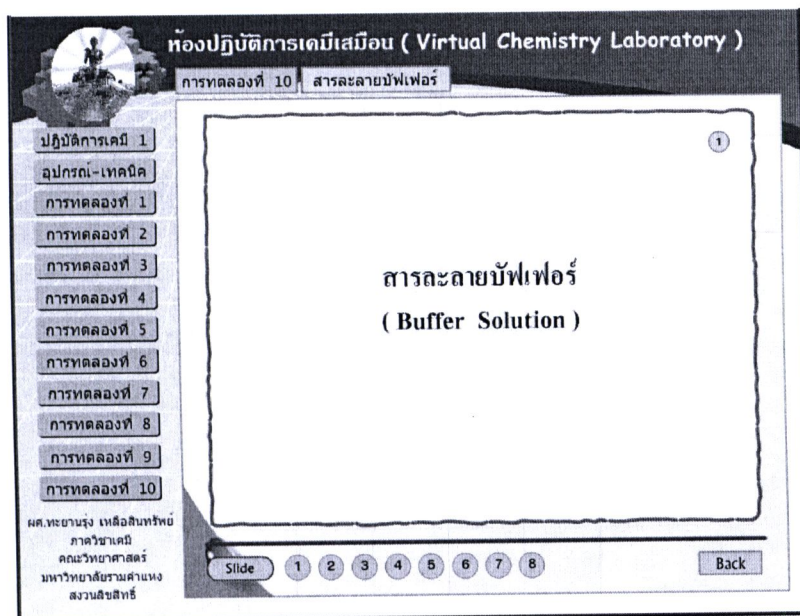 ห้องปฏิบัติการเคมีเสมือน ( Virtual Chemistry Laboratory )
การทดลองที่ 10 สารละลายบัฟเฟอร์
ปฏิบัติการเคมี 1
อุปกรณ์-เทคนิค
การทดลองที่ 1
การทดลองที่ 2
การทดลองที่ 3
การทดลองที่ 4
การทดลองที่ 5
การทดลองที่ 6
การทดลองที่ 7
การทดลองที่ 8
การทดลองที่ 9
การทดลองที่ 10
ผศ.ทะยานรุ่ง เหลือสินทรัพย์
ภาควิชาเคมี
คณะวิทยาศาสตร์
มหาวิทยาลัยรามคำแหง
สงวนลิขสิทธิ์
1
สารละลายบัฟเฟอร์
( Buffer Solution )
Slide 1 2 3 4 5 6 7 8 Back